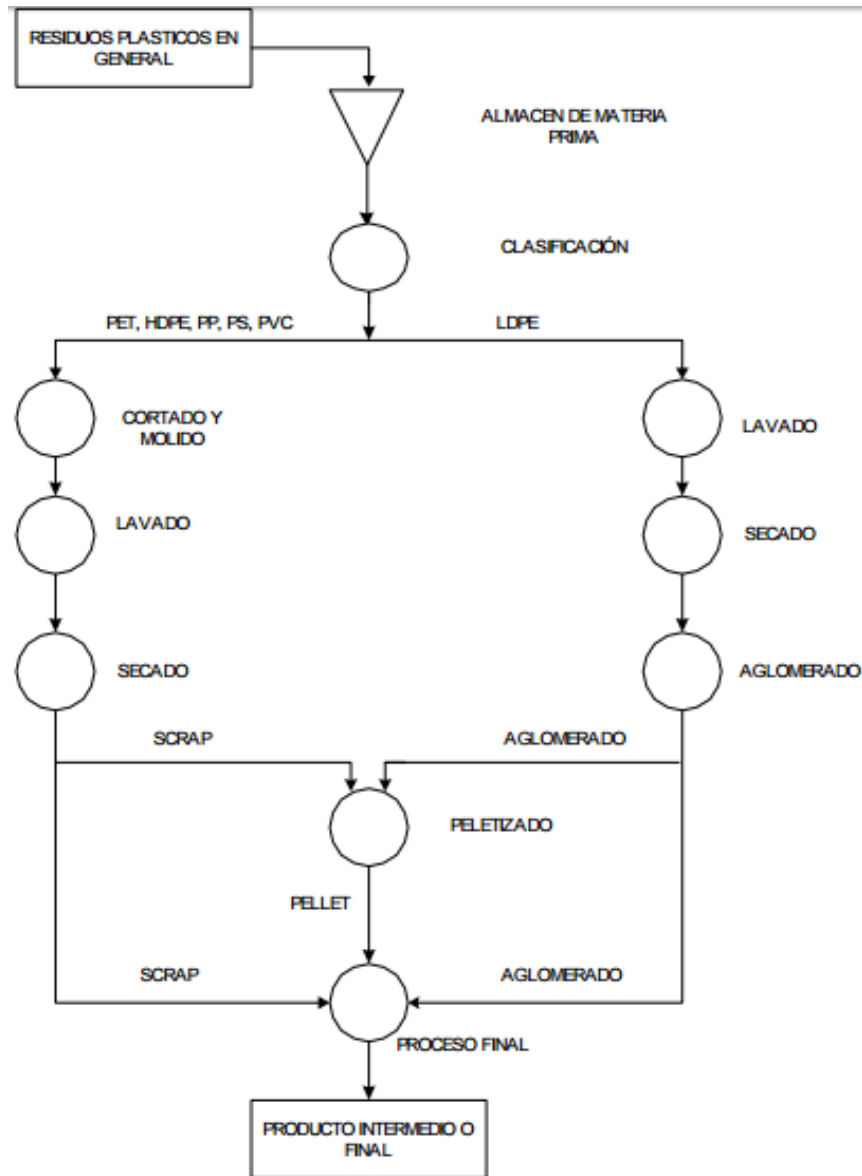 RESIDUOS PLASTICOS EN
GENERAL
ALMACEN DE MATERIA
PRIMA
CLASIFICACIÓN
PET, HDPE, PP, PS, PVC
LDPE
CORTADO Y
MOLIDO
LAVADO
LAVADO
SECADO
SECADO
AGLOMERADO
SCRAP
AGLOMERADO
PELETIZADO
PELLET
SCRAP
AGLOMERADO
PROCESO FINAL
PRODUCTO INTERMEDIO O
FINAL